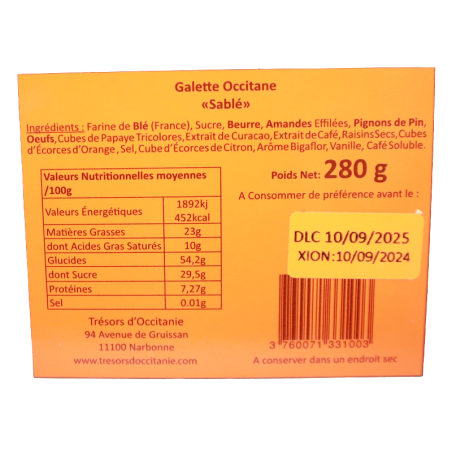 Galette Occitane
«Sablé»
Ingrédients : Farine de Blé (France), Sucre, Beurre, Amandes Effilées, Pignons de Pin,
Oeufs, Cubes de Papaye Tricolores, Extrait de Curacao, Extrait de Café, Raisins Secs, Cubes
d'Écorces d'Orange, Sel, Cube d'Écorces de Citron, Arôme Bigaflor, Vanille, Café Soluble.
Valeurs Nutritionnelles moyennes
/100g
Valeurs Énergétiques 1892kj
452kcal
Matières Grasses 23g
dont Acides Gras Saturés 10g
Glucides 54,2g
dont Sucre 29,5g
Protéines 7,27g
Sel 0.01g
Trésors d'Occitanie
94 Avenue de Gruissan
11100 Narbonne
www.tresorsdoccitanie.com
Poids Net: 280 g
A Consommer de préférence avant le :
DLC 10/09/2025
XION:10/09/2024
3 760071 331003
A conserver dans un endroit sec